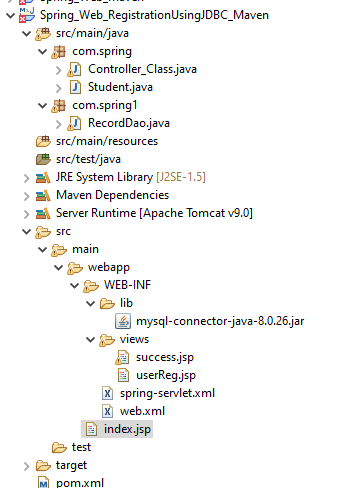 Spring_Web_RegistrationUsingJDBC_Maven
src/main/java
com.spring
Controller_Class.java
Student.java
com.spring1
RecordDao.java
src/main/resources
src/test/java
JRE System Library [J2SE-1.5]
Maven Dependencies
Server Runtime [Apache Tomcat v9.0]
src
main
webapp
WEB-INF
lib
mysql-connector-java-8.0.26.jar
views
success.jsp
userReg.jsp
spring-servlet.xml
web.xml
index.jsp
test
target
pom.xml